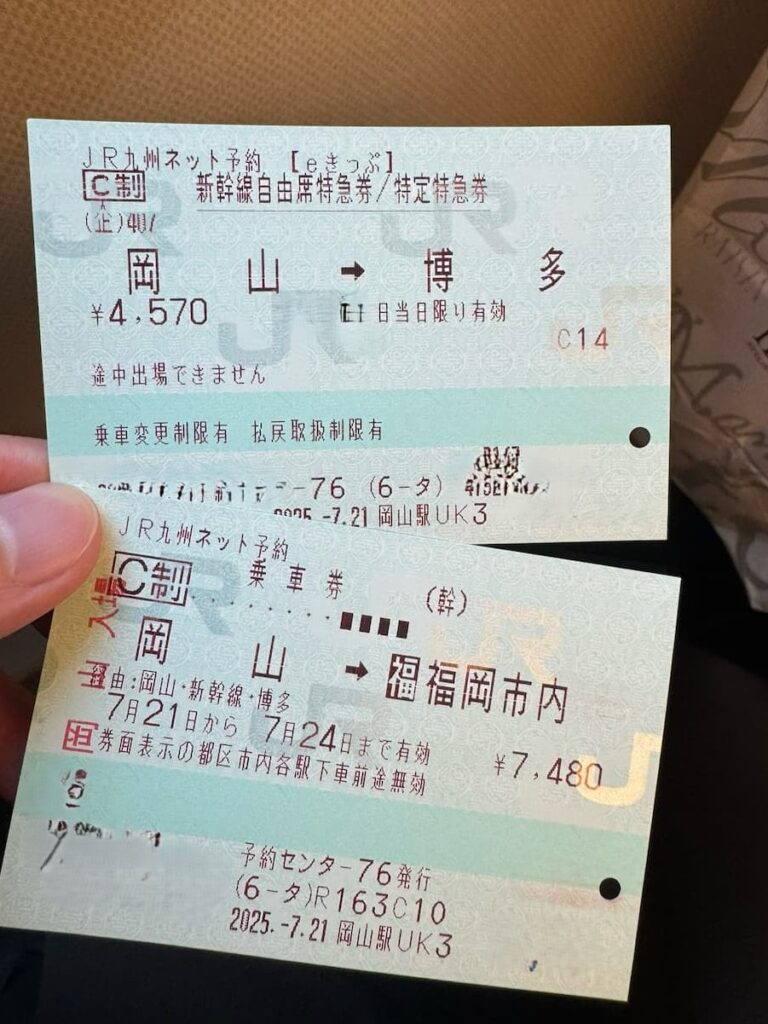 JR九州ネット予約 【eきっぷ】
C制 新幹線自由席特急券/特定特急券
岡 山 → 博 多
¥4,570 日当日限り有効
C14
途中出場できません
乗車変更制限有 払戻取扱制限有
-76 (6-タ)
2025.-7.21 岡山駅UK3
JR九州ネット予約
C制 乗車券 (幹)
入場
岡 山 → 福 福岡市内
経由:岡山・新幹線・博多
7月21日から 7月24日まで有効
¥7,480
券面表示の都区市内各駅下車前途無効
予約センター76発行
(6-タ)R163C10
2025.-7.21 岡山駅UK3